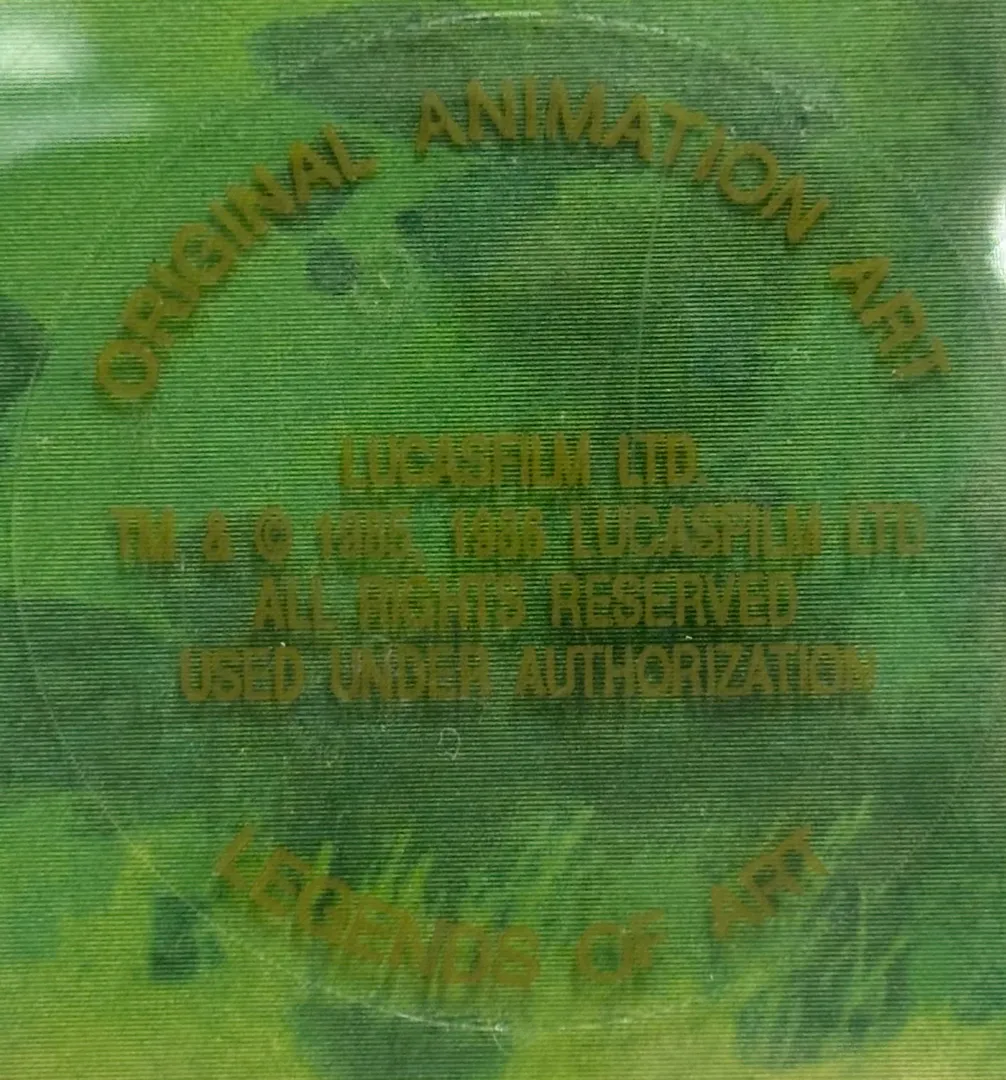 ORIGINAL ANIMATION ART
LUCASFILM LTD.
TM & © 1985, 1986 LUCASFILM LTD.
ALL RIGHTS RESERVED
USED UNDER AUTHORIZATION
LEGENDS OF ART